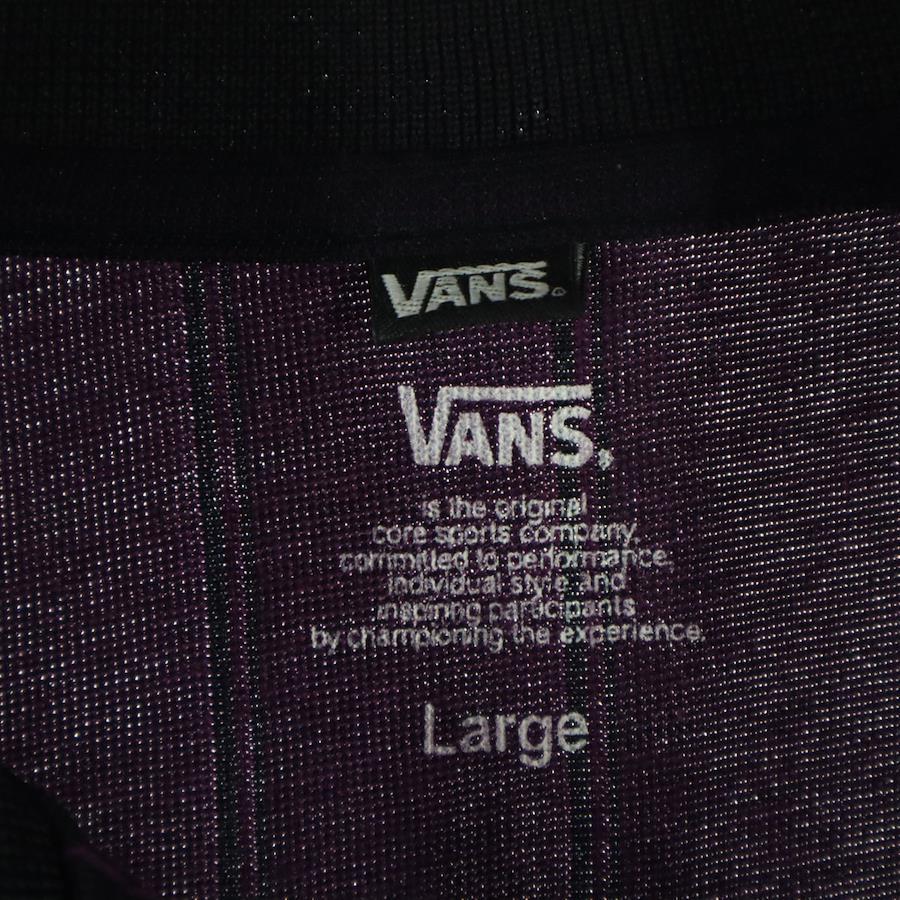 VANS.
VANS,
is the original
core sports company,
committed to performance,
individual style and
inspiring participants
by championing the experience.
Large